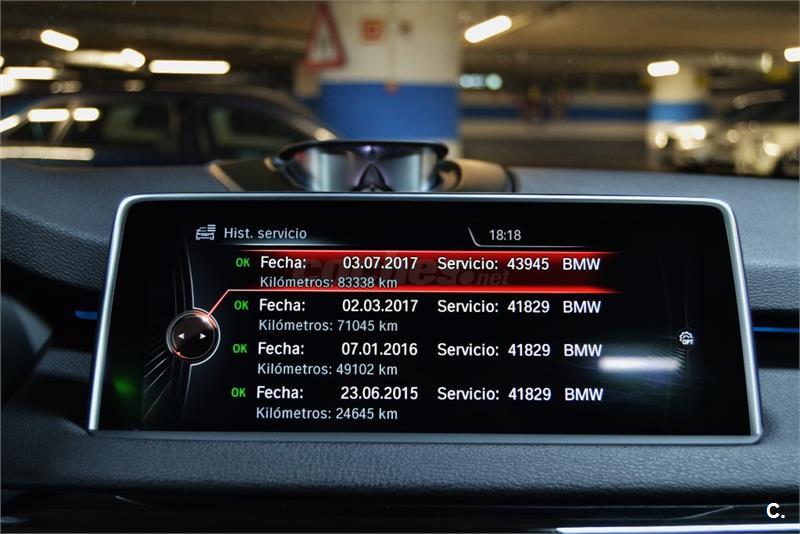 Hist. servicio
18:18
OK Fecha: 03.07.2017 Servicio: 43945 BMW
Kilómetros: 83338 km
OK Fecha: 02.03.2017 Servicio: 41829 BMW
Kilómetros: 71045 km
OK Fecha: 07.01.2016 Servicio: 41829 BMW
Kilómetros: 49102 km
OK Fecha: 23.06.2015 Servicio: 41829 BMW
Kilómetros: 24645 km
OPT
coches.net
C.